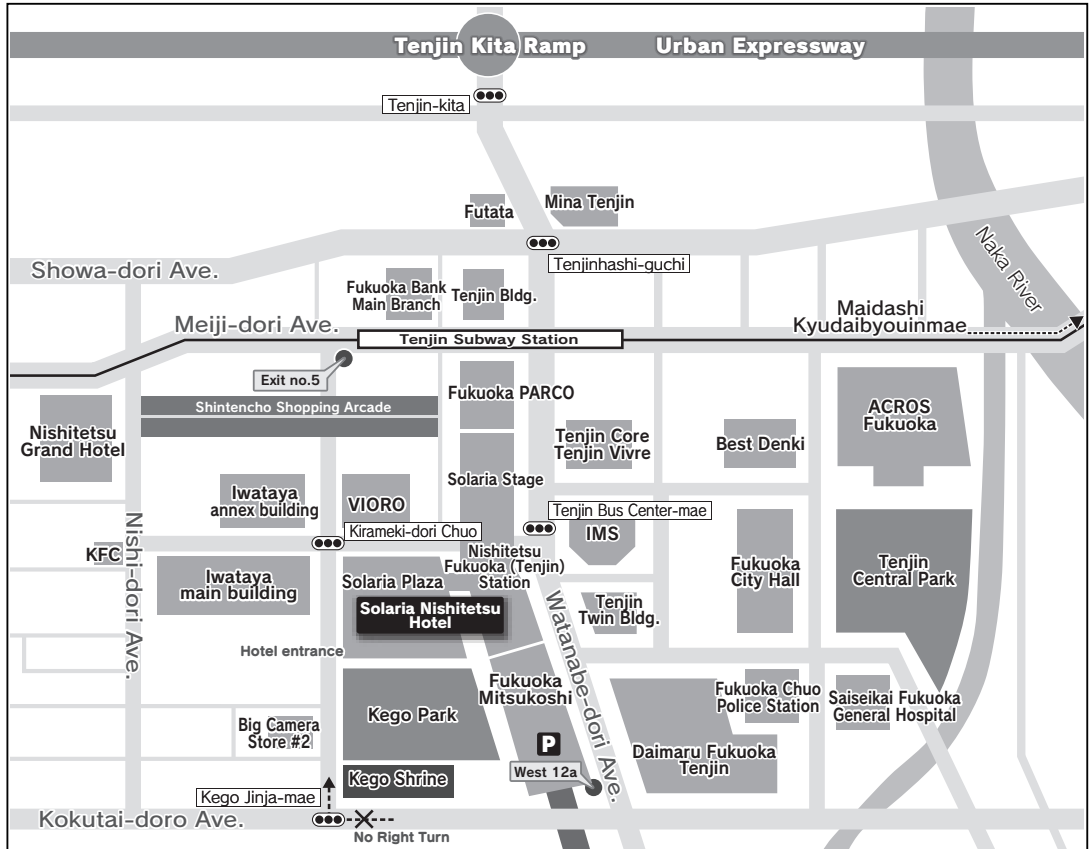 Tenjin Kita Ramp
Urban Expressway
Tenjin-kita
Futata
Mina Tenjin
Tenjinhashi-guchi
Showa-dori Ave.
Naka River
Fukuoka Bank
Main Branch
Tenjin Bldg.
Maidashi
Kyudaibyouinmae
Meiji-dori Ave.
Tenjin Subway Station
Exit no.5
Fukuoka PARCO
Shintencho Shopping Arcade
ACROS
Fukuoka
Nishitetsu
Grand Hotel
Tenjin Core
Tenjin Vivre
Best Denki
Solaria Stage
Iwataya
annex building
VIORO
Tenjin Bus Center-mae
Kirameki-dori Chuo
IMS
KFC
Nishi-dori Ave.
Iwataya
main building
Nishitetsu
Fukuoka (Tenjin)
Station
Solaria Plaza
Fukuoka
City Hall
Tenjin
Central Park
Solaria Nishitetsu
Hotel
Tenjin
Twin Bldg.
Watanabe-dori Ave.
Hotel entrance
Fukuoka
Mitsukoshi
Kego Park
Fukuoka Chuo
Police Station
Saiseikai Fukuoka
General Hospital
Big Camera
Store #2
P
West 12a
Daimaru Fukuoka
Tenjin
Kego Shrine
Kego Jinja-mae
Kokutai-doro Ave.
No Right Turn